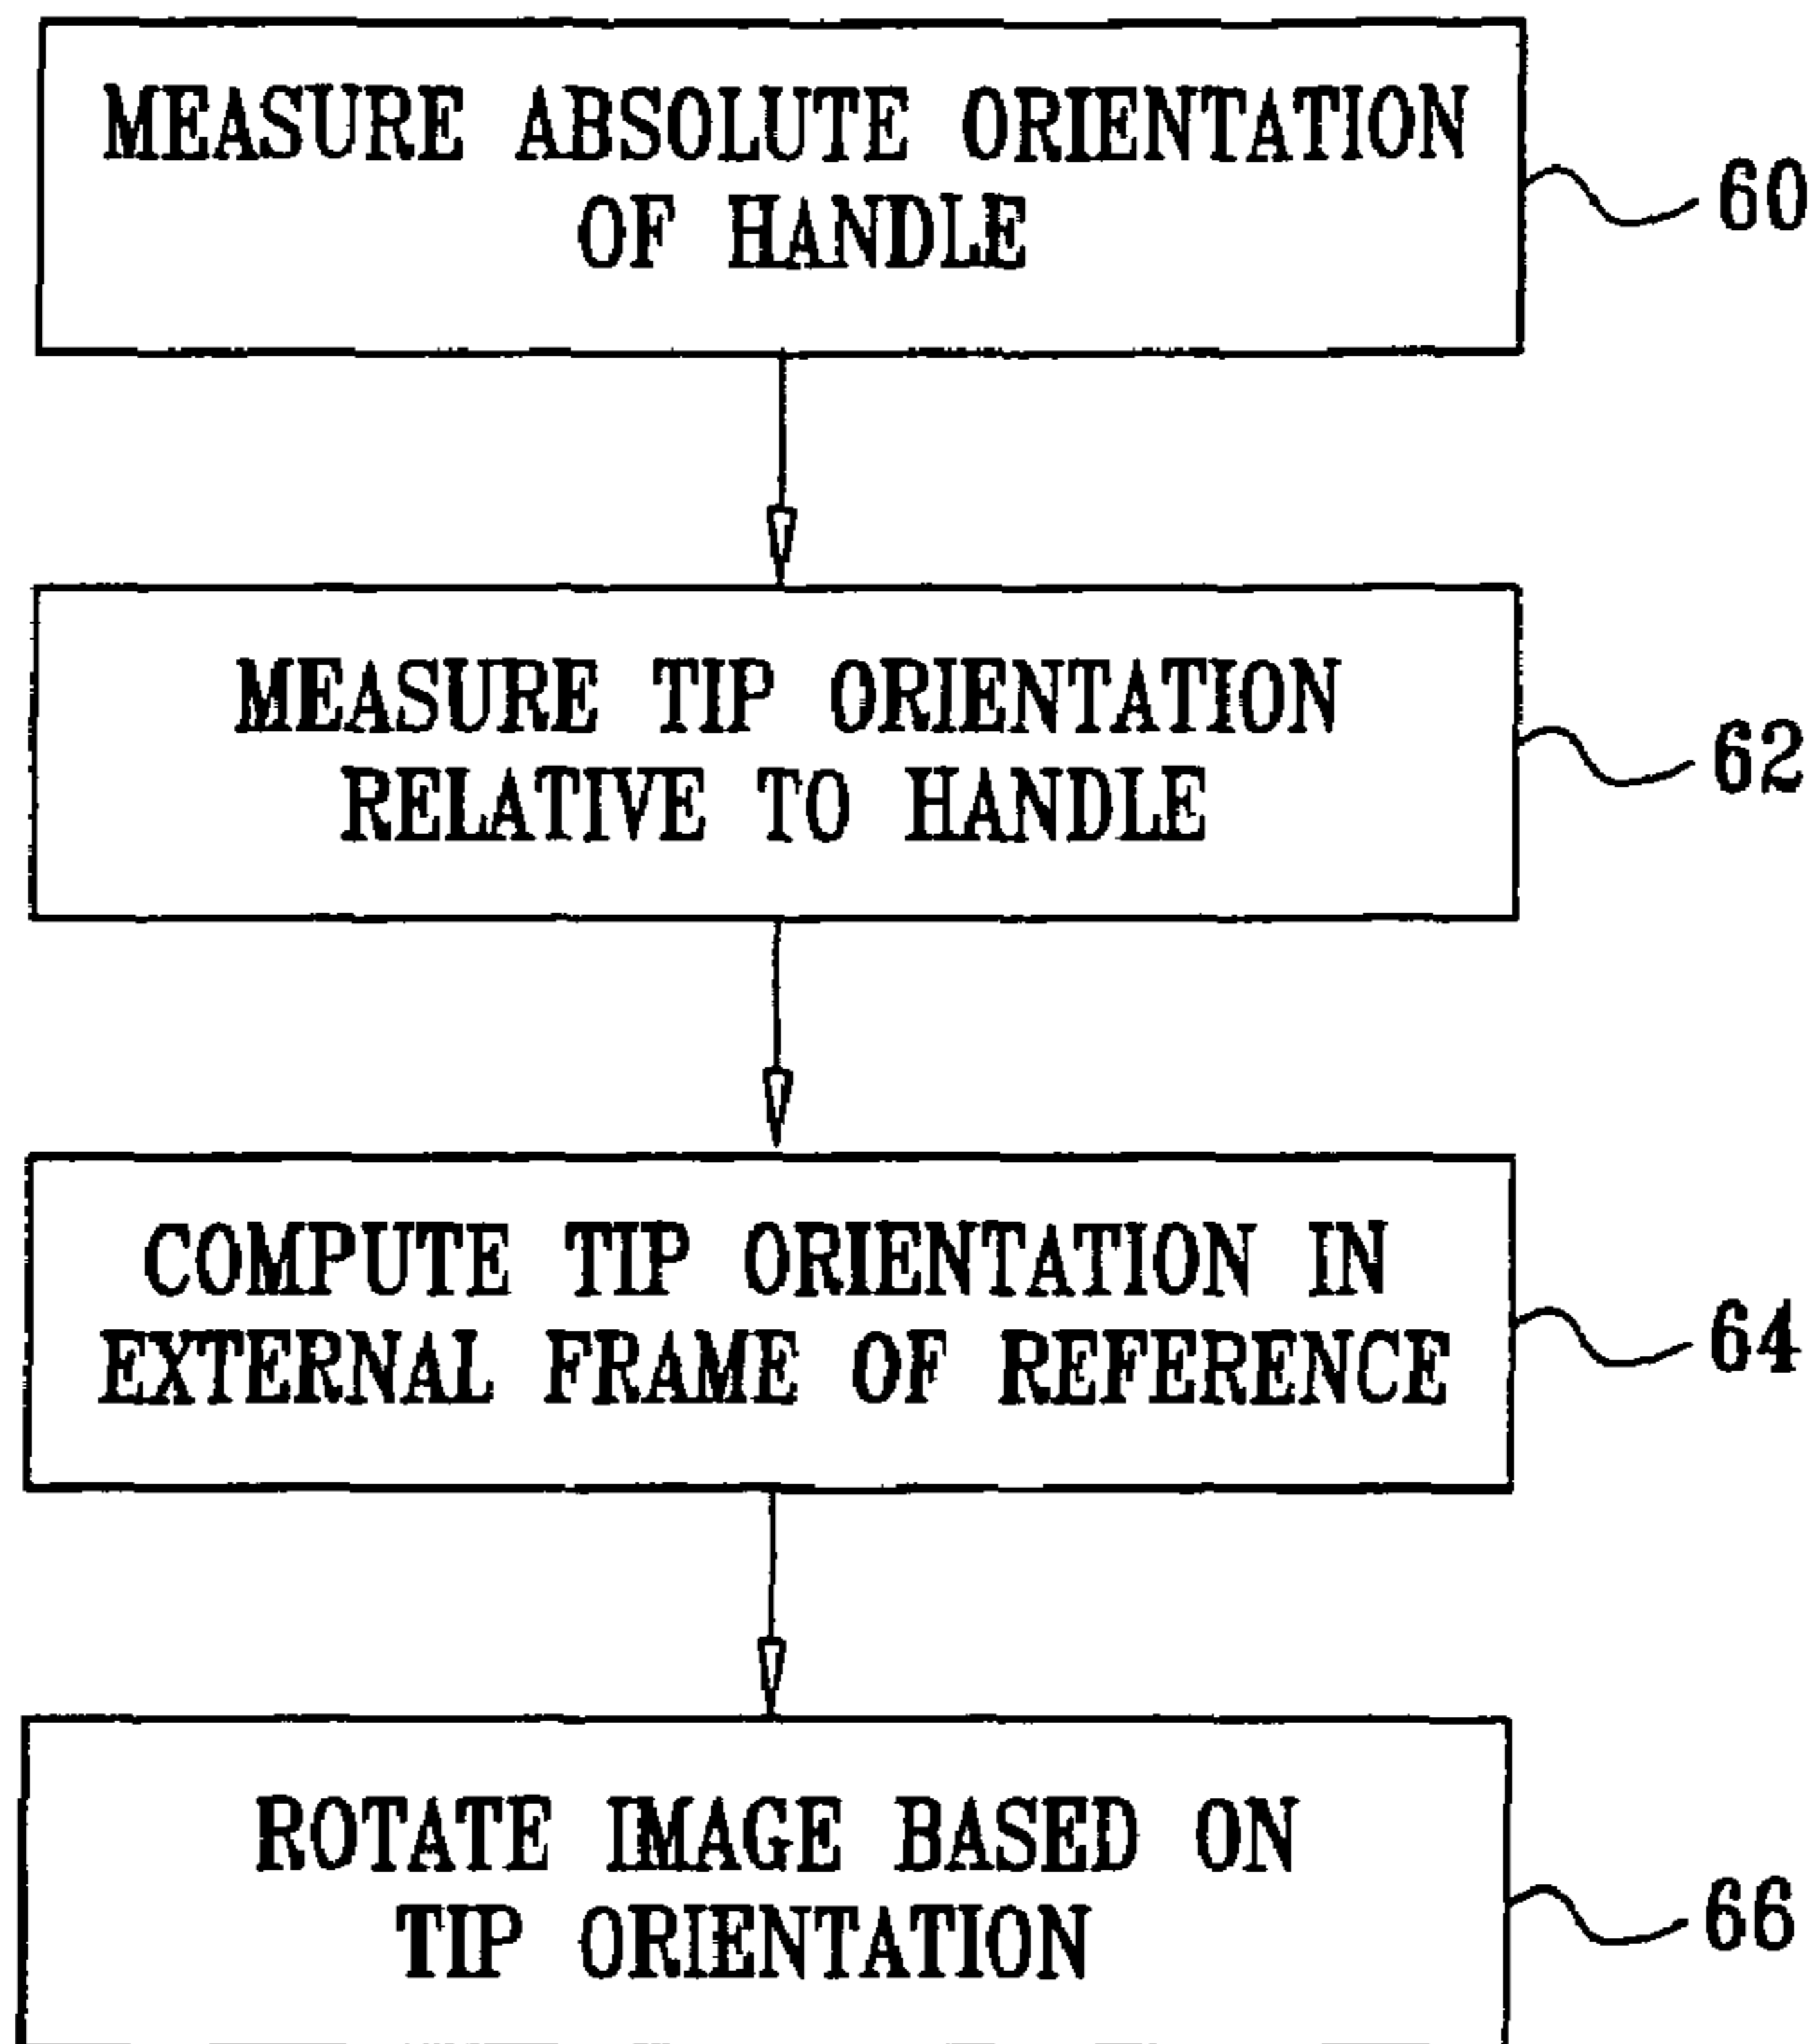 MEASURE ABSOLUTE ORIENTATION
OF HANDLE
60
MEASURE TIP ORIENTATION
RELATIVE TO HANDLE
62
COMPUTE TIP ORIENTATION IN
EXTERNAL FRAME OF REFERENCE
64
ROTATE IMAGE BASED ON
TIP ORIENTATION
66